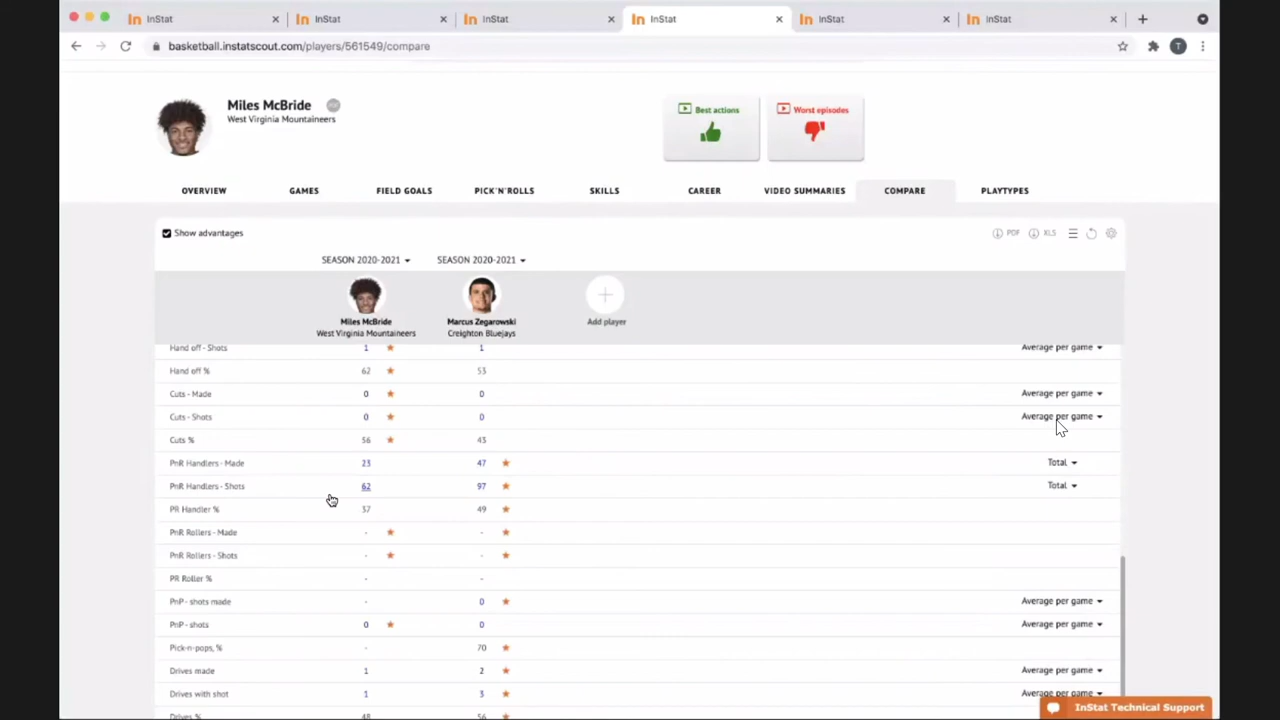 InStat InStat InStat InStat InStat InStat
basketball.instatscout.com/players/561549/compare T
Miles McBride
West Virginia Mountaineers
Best actions Worst episodes
OVERVIEW GAMES FIELD GOALS PICK'N'ROLLS SKILLS CAREER VIDEO SUMMARIES COMPARE PLAYTYPES
Show advantages PDF XLS
SEASON 2020-2021 SEASON 2020-2021
Miles McBride Marcus Zegarowski Add player
West Virginia Mountaineers Creighton Bluejays
Hand off - Shots 1 1 Average per game
Hand off % 62 53
Cuts - Made 0 0 Average per game
Cuts - Shots 0 0 Average per game
Cuts % 56 43
PnR Handlers - Made 23 47 Total
PnR Handlers - Shots 62 97 Total
PR Handler % 37 49
PnR Rollers - Made - -
PnR Rollers - Shots - -
PR Roller % - -
PnP - shots made - 0 Average per game
PnP - shots 0 0 Average per game
Pick-n-pops, % - 70
Drives made 1 2 Average per game
Drives with shot 1 3 Average per game
Drives % 48 56
InStat Technical Support